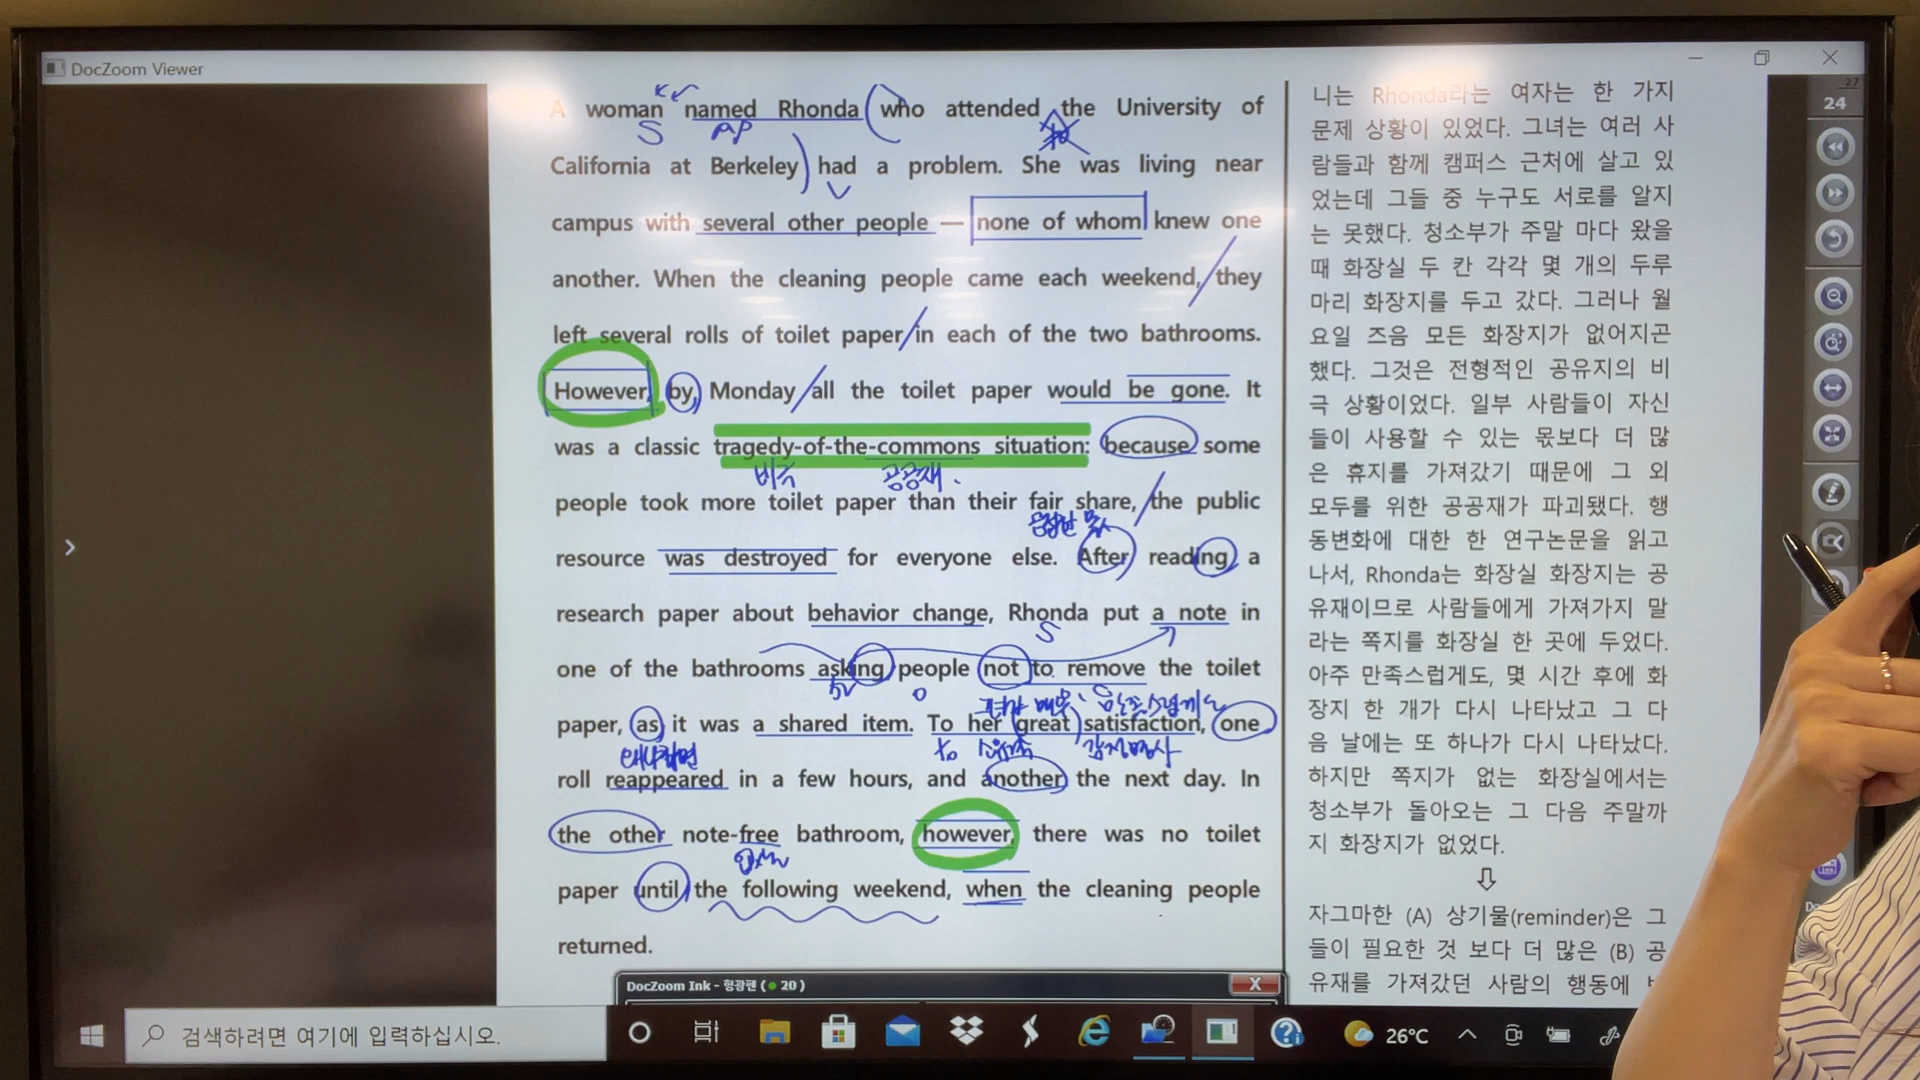 DocZoom Viewer
A woman named Rhonda who attended the University of
S
California at Berkeley had a problem. She was living near
V
campus with several other people — none of whom knew one
another. When the cleaning people came each weekend, they
left several rolls of toilet paper in each of the two bathrooms.
However, by, Monday all the toilet paper would be gone. It
was a classic tragedy-of-the-commons situation: because some
비극 공공재.
people took more toilet paper than their fair share, the public
resource was destroyed for everyone else. After reading a
research paper about behavior change, Rhonda put a note in
S
one of the bathrooms asking people not to remove the toilet
O
paper, as it was a shared item. To her great satisfaction, one
왜냐하면 to 소유격 감정명사
roll reappeared in a few hours, and another the next day. In
the other note-free bathroom, however, there was no toilet
paper until the following weekend, when the cleaning people
returned.
니는 Rhonda라는 여자는 한 가지
문제 상황이 있었다. 그녀는 여러 사
람들과 함께 캠퍼스 근처에 살고 있
었는데 그들 중 누구도 서로를 알지
는 못했다. 청소부가 주말 마다 왔을
때 화장실 두 칸 각각 몇 개의 두루
마리 화장지를 두고 갔다. 그러나 월
요일 즈음 모든 화장지가 없어지곤
했다. 그것은 전형적인 공유지의 비
극 상황이었다. 일부 사람들이 자신
들이 사용할 수 있는 몫보다 더 많
은 휴지를 가져갔기 때문에 그 외
모두를 위한 공공재가 파괴됐다. 행
동변화에 대한 한 연구논문을 읽고
나서, Rhonda는 화장실 화장지는 공
유재이므로 사람들에게 가져가지 말
라는 쪽지를 화장실 한 곳에 두었다.
아주 만족스럽게도, 몇 시간 후에 화
장지 한 개가 다시 나타났고 그 다
음 날에는 또 하나가 다시 나타났다.
하지만 쪽지가 없는 화장실에서는
청소부가 돌아오는 그 다음 주말까
지 화장지가 없었다.
자그마한 (A) 상기물(reminder)은 그
들이 필요한 것 보다 더 많은 (B) 공
유재를 가져갔던 사람의 행동에
27
24
DocZoom Ink - 형광펜 ( 20 )
검색하려면 여기에 입력하십시오.
26°C